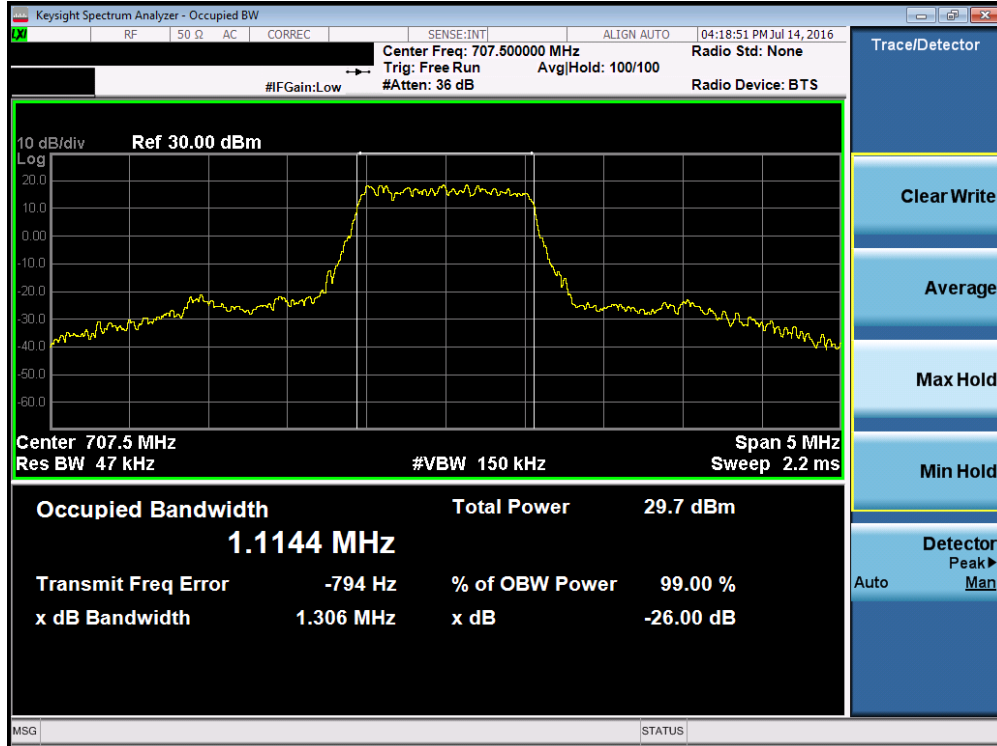 Keysight Spectrum Analyzer - Occupied BW
LXI RF 50 Ω AC CORREC SENSE:INT ALIGN AUTO 04:18:51 PM Jul 14, 2016
Center Freq: 707.500000 MHz Radio Std: None
Trig: Free Run Avg|Hold: 100/100
#IFGain:Low #Atten: 36 dB Radio Device: BTS
10 dB/div Ref 30.00 dBm
Log
20.0
10.0
0.00
-10.0
-20.0
-30.0
-40.0
-50.0
-60.0
Center 707.5 MHz Span 5 MHz
Res BW 47 kHz #VBW 150 kHz Sweep 2.2 ms
Occupied Bandwidth Total Power 29.7 dBm
1.1144 MHz
Transmit Freq Error -794 Hz % of OBW Power 99.00 %
x dB Bandwidth 1.306 MHz x dB -26.00 dB
MSG STATUS
Trace/Detector
Clear Write
Average
Max Hold
Min Hold
Detector
Peak
Auto Man